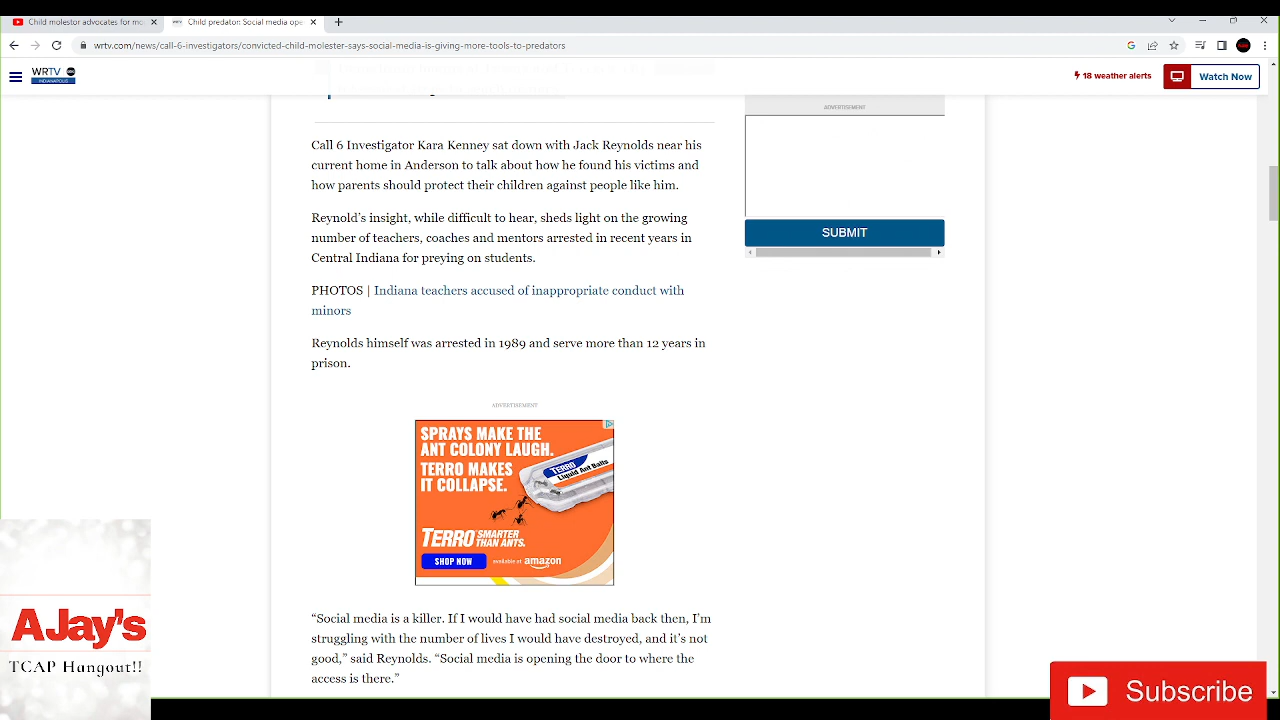 Child molestor advocates for mo
Child predator: Social media ope
wrtv.com/news/call-6-investigators/convicted-child-molester-says-social-media-is-giving-more-tools-to-predators
WRTV
INDIANAPOLIS
18 weather alerts
Watch Now
ADVERTISEMENT
Call 6 Investigator Kara Kenney sat down with Jack Reynolds near his
current home in Anderson to talk about how he found his victims and
how parents should protect their children against people like him.
SUBMIT
Reynold's insight, while difficult to hear, sheds light on the growing
number of teachers, coaches and mentors arrested in recent years in
Central Indiana for preying on students.
PHOTOS | Indiana teachers accused of inappropriate conduct with
minors
Reynolds himself was arrested in 1989 and serve more than 12 years in
prison.
ADVERTISEMENT
SPRAYS MAKE THE
ANT COLONY LAUGH.
TERRO MAKES
IT COLLAPSE.
TERRO
Liquid Ant Baits
TERRO SMARTER
THAN ANTS.
SHOP NOW
available at amazon
"Social media is a killer. If I would have had social media back then, I'm
struggling with the number of lives I would have destroyed, and it's not
good," said Reynolds. "Social media is opening the door to where the
access is there."
AJay's
TCAP Hangout!!
Subscribe